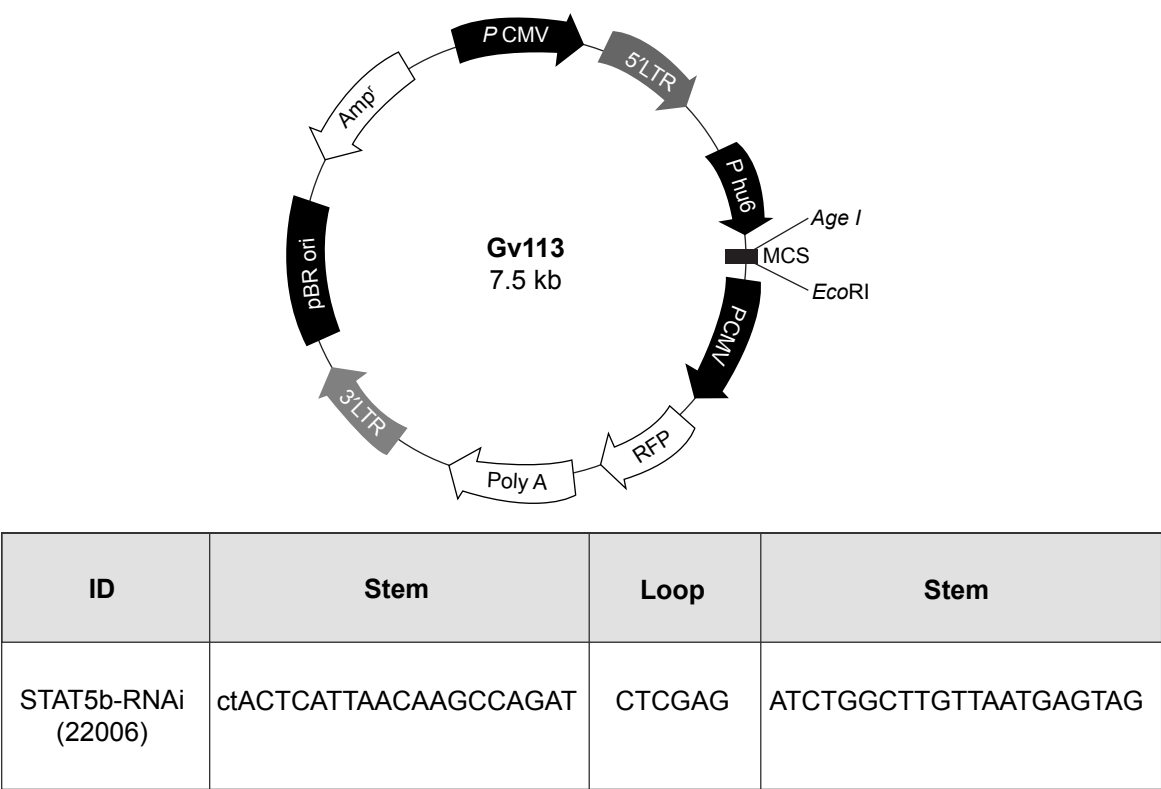 P CMV
5'LTR
P hu6
Age I
MCS
EcoRI
PCMV
RFP
Poly A
3'LTR
pBR ori
Ampʳ
Gv113
7.5 kb
ID Stem Loop Stem
STAT5b-RNAi
(22006)
ctACTCATTAACAAGCCAGAT CTCGAG ATCTGGCTTGTTAATGAGTAG